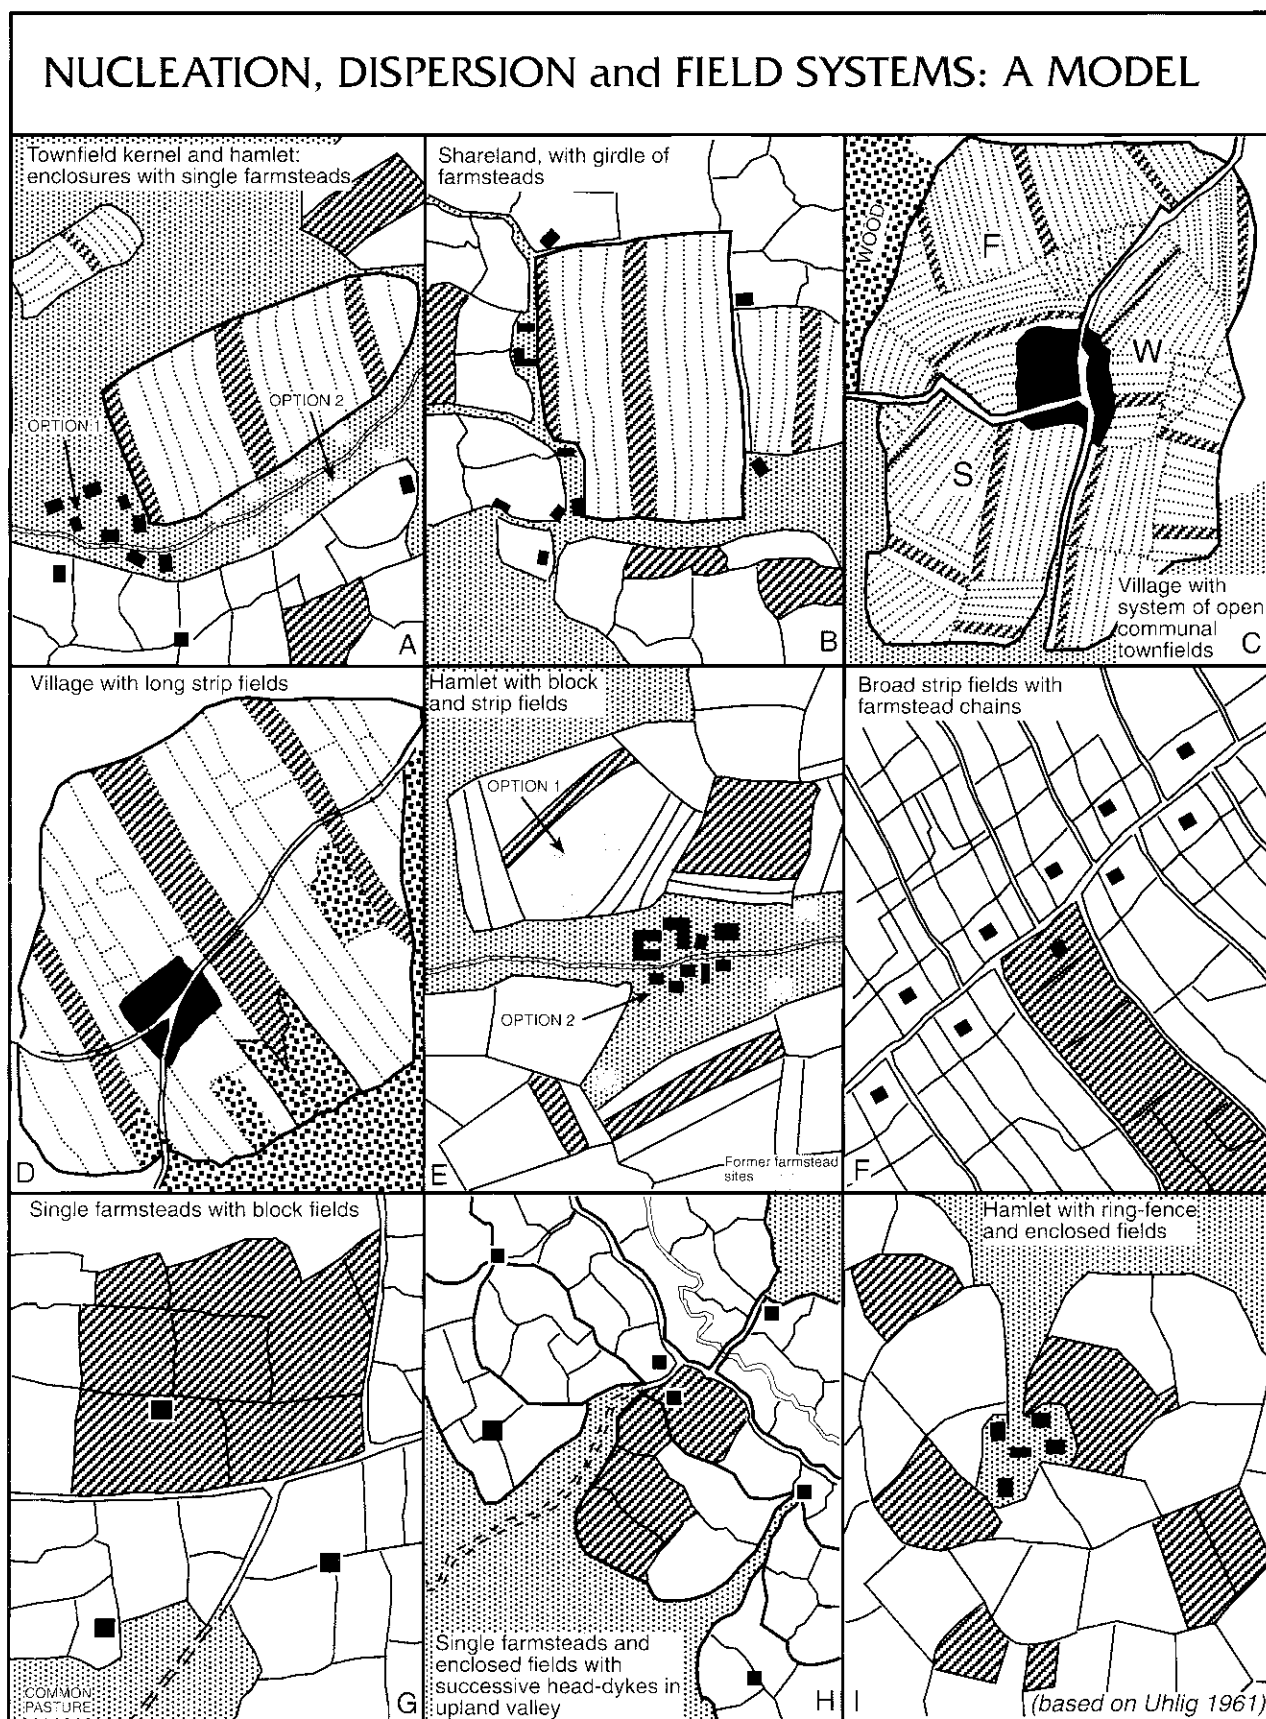 NUCLEATION, DISPERSION and FIELD SYSTEMS: A MODEL
Townfield kernel and hamlet:
enclosures with single farmsteads
OPTION 1
OPTION 2
A
Shareland, with girdle of
farmsteads
B
WOOD
F
W
S
Village with
system of open
communal
townfields
C
Village with long strip fields
D
Hamlet with block
and strip fields
OPTION 1
OPTION 2
Former farmstead
sites
E
Broad strip fields with
farmstead chains
F
Single farmsteads with block fields
COMMON
PASTURE
G
Single farmsteads and
enclosed fields with
successive head-dykes in
upland valley
H
Hamlet with ring-fence
and enclosed fields
I
(based on Uhlig 1961)